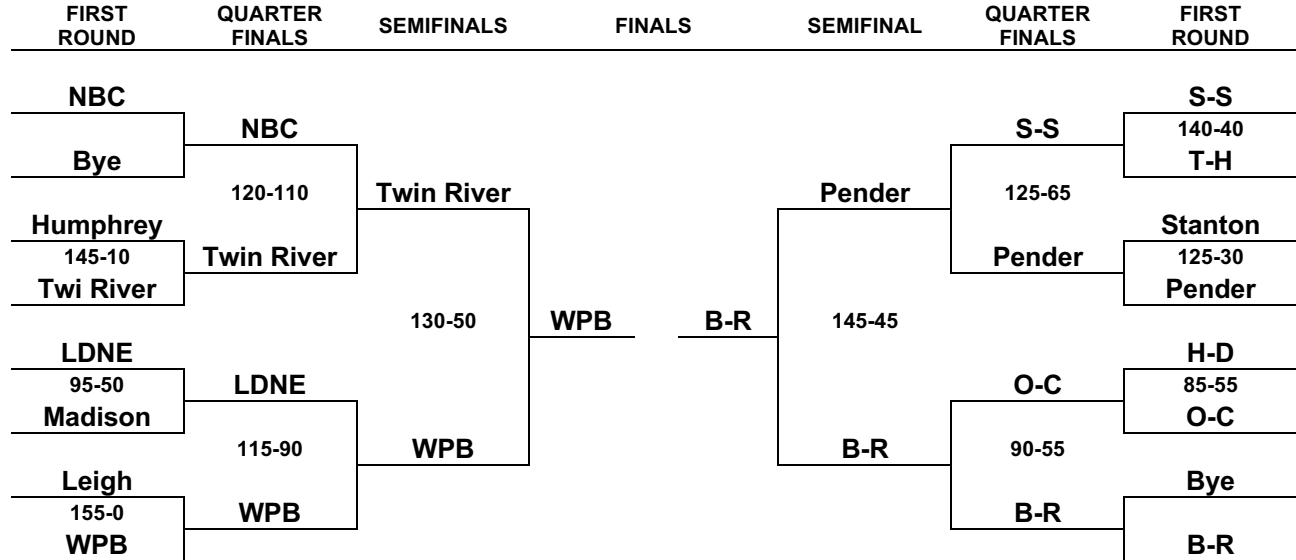 FIRST ROUND
QUARTER FINALS
SEMIFINALS
FINALS
SEMIFINAL
QUARTER FINALS
FIRST ROUND
NBC
Bye
Humphrey
145-10
Twi River
LDNE
95-50
Madison
Leigh
155-0
WPB
NBC
120-110
Twin River
LDNE
115-90
WPB
Twin River
130-50
WPB
WPB
B-R
Pender
145-45
B-R
S-S
125-65
Pender
O-C
90-55
B-R
S-S
140-40
T-H
Stanton
125-30
Pender
H-D
85-55
O-C
Bye
B-R